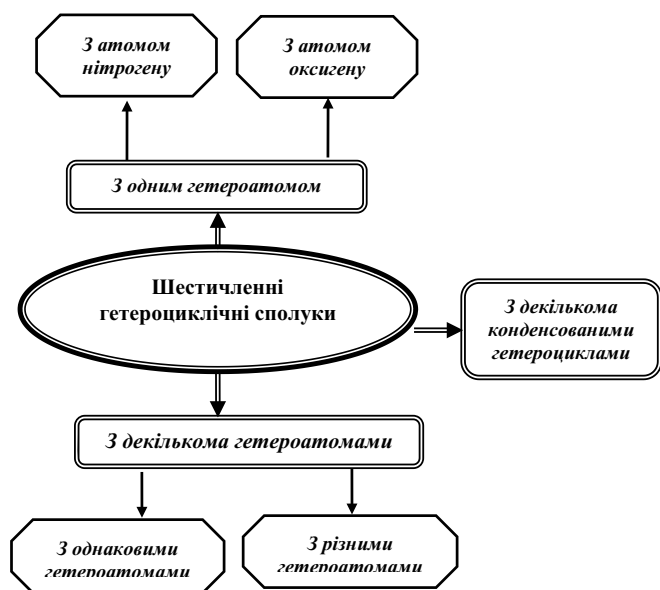 З атомом
нітрогену
З атомом
оксигену
З одним гетероатомом
Шестичленні
гетероциклічні сполуки
З декількома
конденсованими
гетероциклами
З декількома гетероатомами
З однаковими
гетероатомами
З різними
гетероатомами